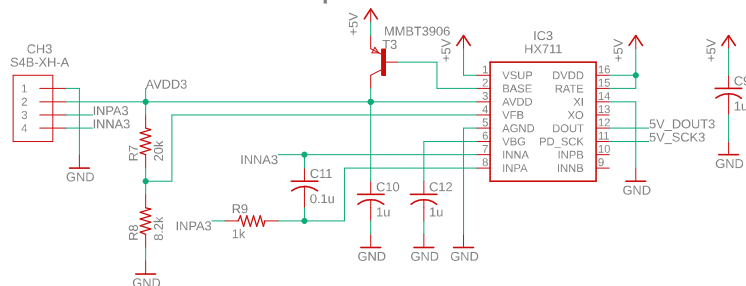 +5V
MMBT3906
T3
+5V
IC3
HX711
+5V
+5V
CH3
S4B-XH-A
1
2
3
4
INPA3
INNA3
GND
AVDD3
R7
20k
R8
8.2k
GND
INNA3
C11
0.1u
INPA3
R9
1k
C10
1u
GND
C12
1u
GND
GND
1 VSUP DVDD 16
2 BASE RATE 15
3 AVDD XI 14
4 VFB XO 13
5 AGND DOUT 12
6 VBG PD_SCK 11
7 INNA INPB 10
8 INPA INNB 9
5V_DOUT3
5V_SCK3
GND
1u
GND